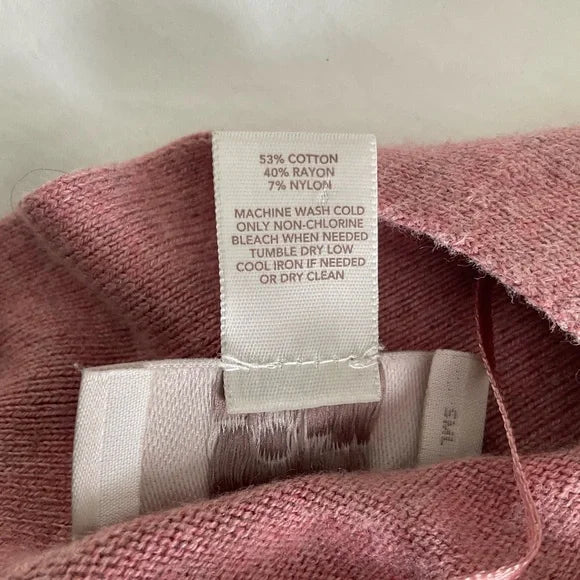 53% COTTON
40% RAYON
7% NYLON
MACHINE WASH COLD
ONLY NON-CHLORINE
BLEACH WHEN NEEDED
TUMBLE DRY LOW
COOL IRON IF NEEDED
OR DRY CLEAN
SML